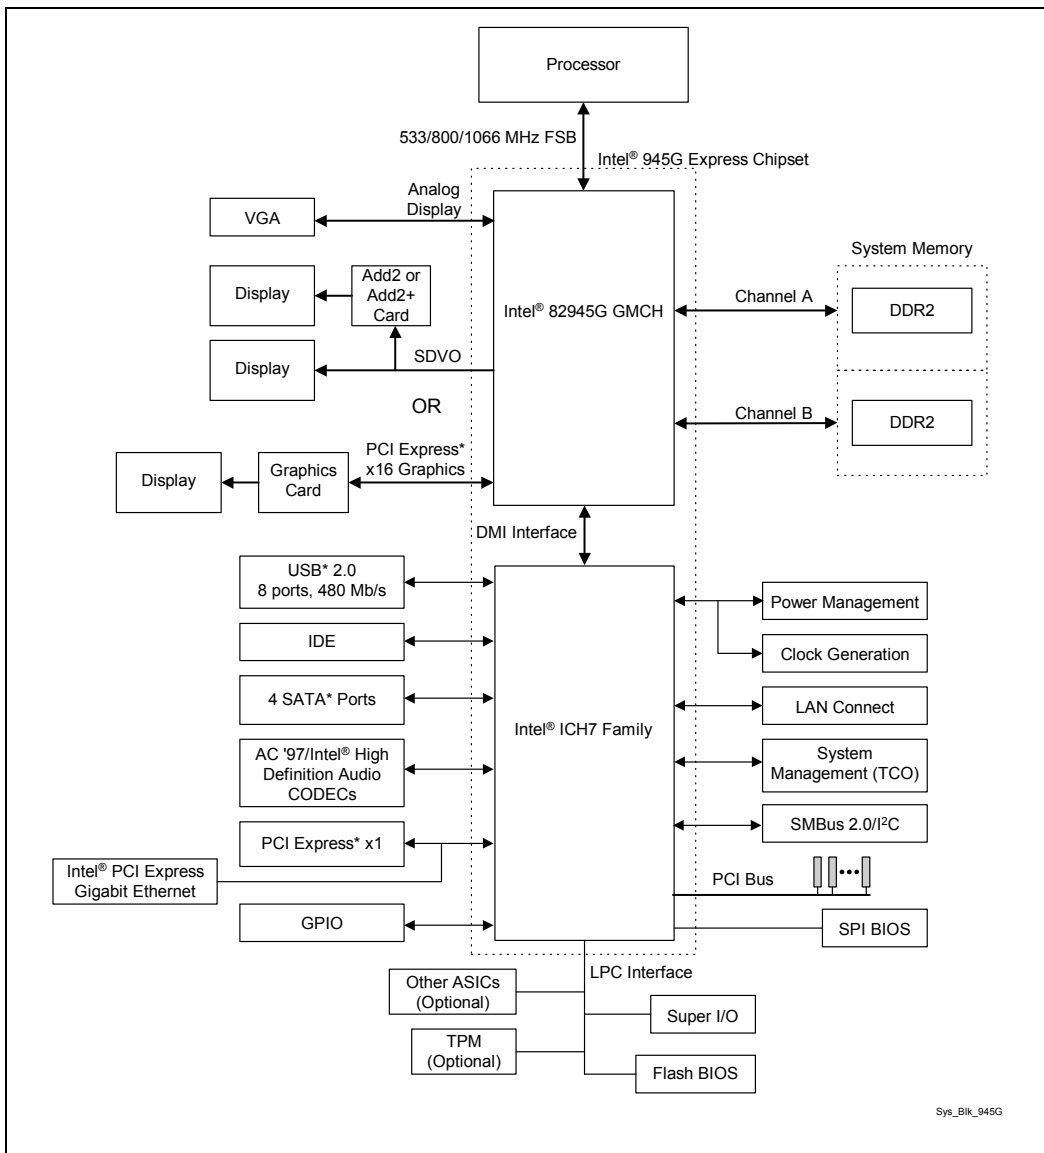 Processor
533/800/1066 MHz FSB
Intel® 945G Express Chipset
Analog
Display
VGA
System Memory
Display
Add2 or
Add2+
Card
Intel® 82945G GMCH
Channel A
DDR2
Display
SDVO
OR
Channel B
DDR2
PCI Express*
x16 Graphics
Display
Graphics
Card
DMI Interface
USB* 2.0
8 ports, 480 Mb/s
Power Management
IDE
Clock Generation
4 SATA* Ports
LAN Connect
Intel® ICH7 Family
AC '97/Intel® High
Definition Audio
CODECs
System
Management (TCO)
PCI Express* x1
SMBus 2.0/I²C
Intel® PCI Express
Gigabit Ethernet
PCI Bus
GPIO
SPI BIOS
LPC Interface
Other ASICs
(Optional)
Super I/O
TPM
(Optional)
Flash BIOS
Sys_Blk_945G